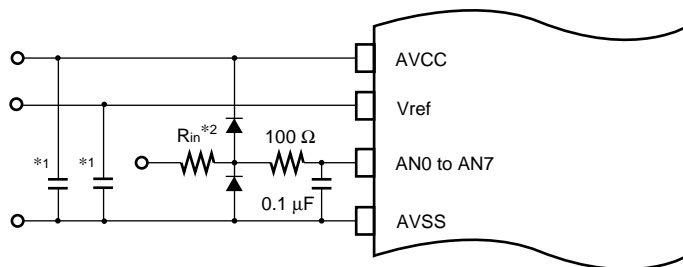 AVCC
Vref
Rin*2
100 Ω
*1
*1
AN0 to AN7
0.1 μF
AVSS